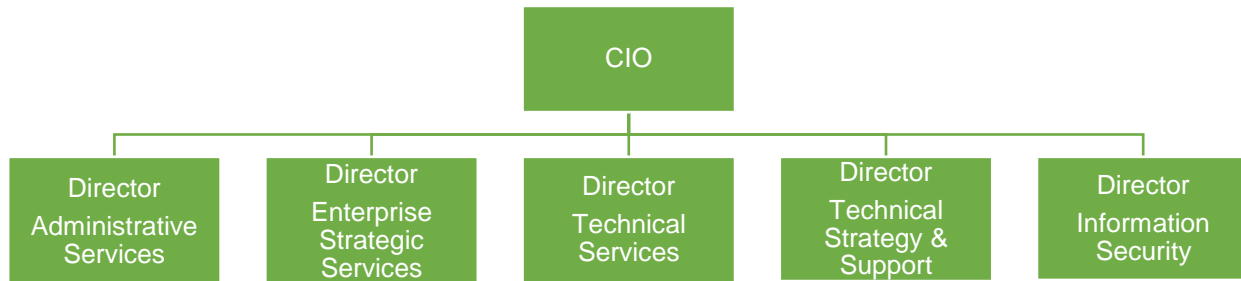 CIO
Director
Administrative
Services
Director
Enterprise
Strategic
Services
Director
Technical
Services
Director
Technical
Strategy &
Support
Director
Information
Security